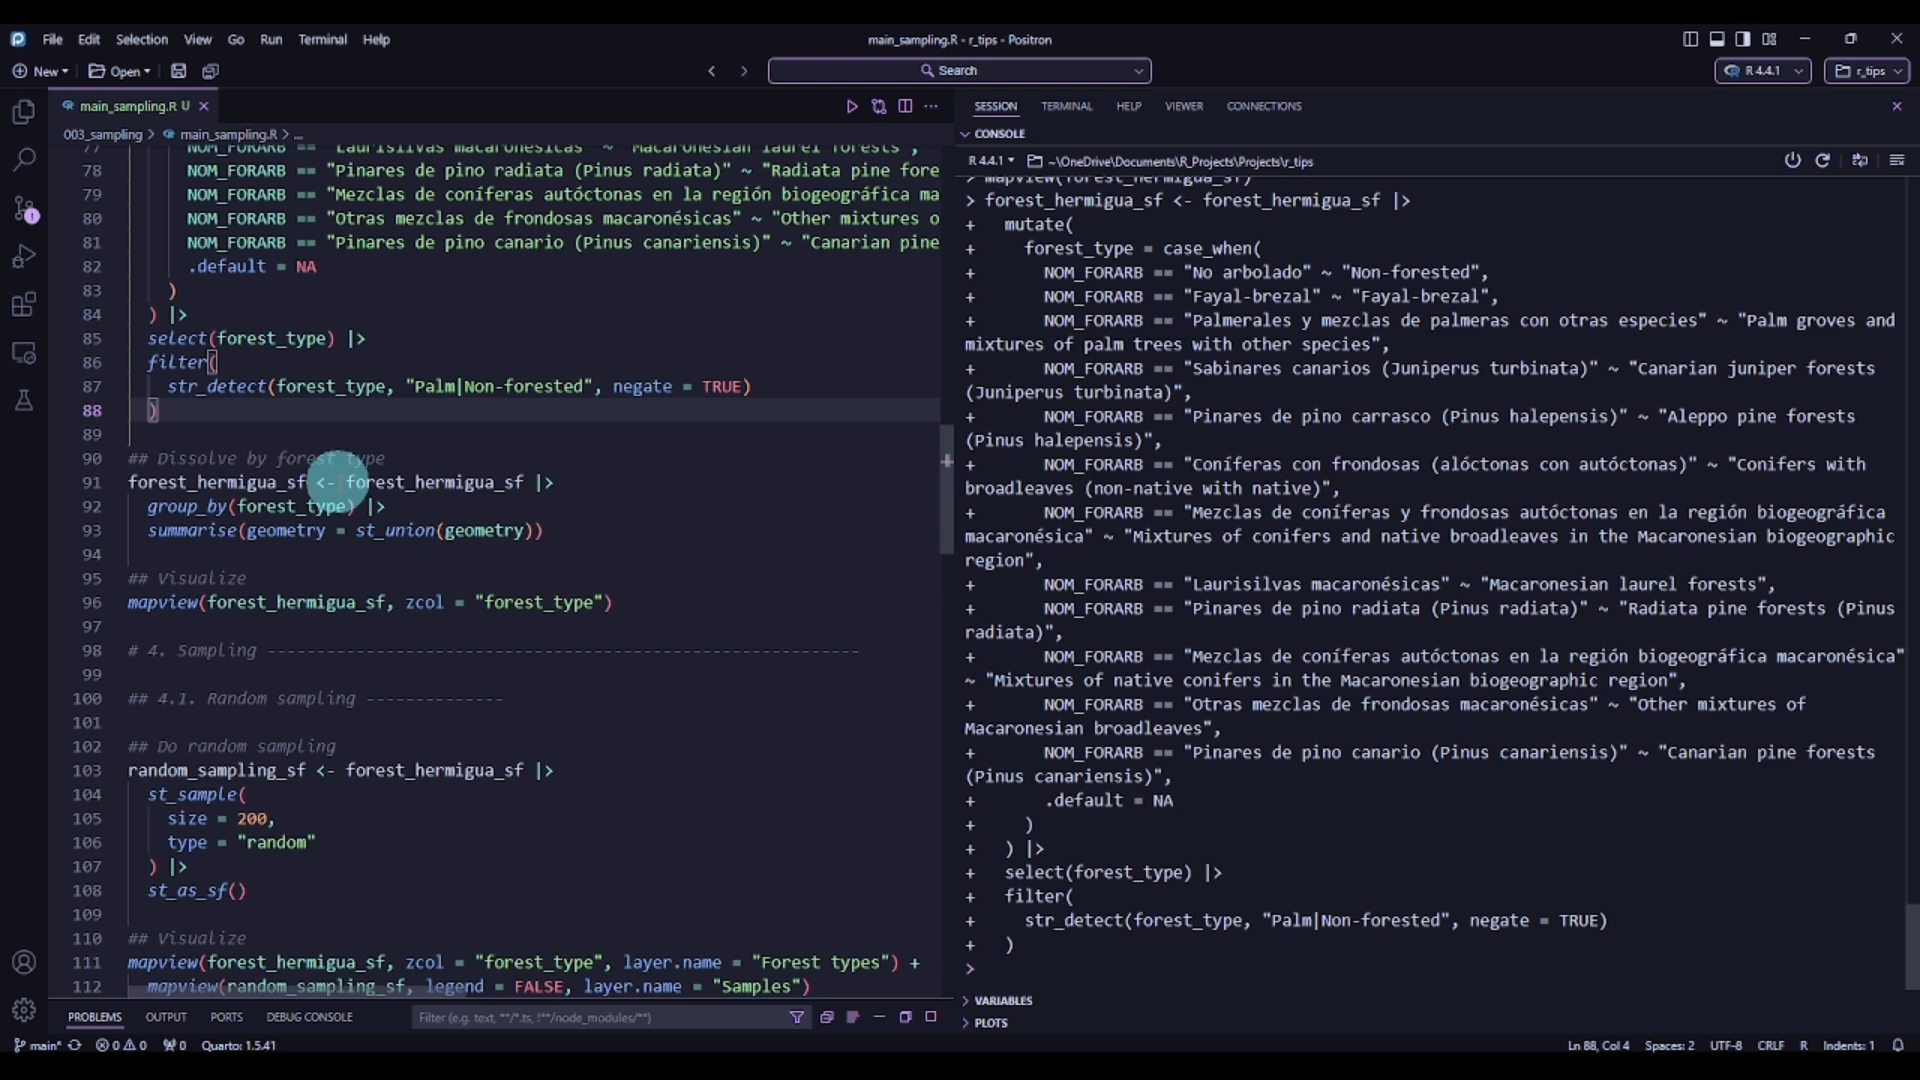 File Edit Selection View Go Run Terminal Help
main_sampling.R - r_tips - Positron
New Open Search R 4.4.1 r_tips
main_sampling.R U
003_sampling > main_sampling.R > ...
77 NOM_FORARB == "Laurisilvas macaronésicas" ~ "Macaronesian laurel forests",
78 NOM_FORARB == "Pinares de pino radiata (Pinus radiata)" ~ "Radiata pine fore
79 NOM_FORARB == "Mezclas de coníferas autóctonas en la región biogeográfica ma
80 NOM_FORARB == "Otras mezclas de frondosas macaronésicas" ~ "Other mixtures o
81 NOM_FORARB == "Pinares de pino canario (Pinus canariensis)" ~ "Canarian pine
82 .default = NA
83 )
84 ) |>
85 select(forest_type) |>
86 filter(
87 str_detect(forest_type, "Palm|Non-forested", negate = TRUE)
88 )
89
90 ## Dissolve by forest type
91 forest_hermigua_sf <- forest_hermigua_sf |>
92 group_by(forest_type) |>
93 summarise(geometry = st_union(geometry))
94
95 ## Visualize
96 mapview(forest_hermigua_sf, zcol = "forest_type")
97
98 # 4. Sampling ------------------------------------------------------------
99
100 ## 4.1. Random sampling --------------
101
102 ## Do random sampling
103 random_sampling_sf <- forest_hermigua_sf |>
104 st_sample(
105 size = 200,
106 type = "random"
107 ) |>
108 st_as_sf()
109
110 ## Visualize
111 mapview(forest_hermigua_sf, zcol = "forest_type", layer.name = "Forest types") +
112 mapview(random_sampling_sf, legend = FALSE, layer.name = "Samples")
PROBLEMS OUTPUT PORTS DEBUG CONSOLE Filter (e.g. text, **/*.ts, !**/node_modules/**)
SESSION TERMINAL HELP VIEWER CONNECTIONS
CONSOLE
R 4.4.1 ~\OneDrive\Documents\R_Projects\Projects\r_tips
> mapview(forest_hermigua_sf)
> forest_hermigua_sf <- forest_hermigua_sf |>
+ mutate(
+ forest_type = case_when(
+ NOM_FORARB == "No arbolado" ~ "Non-forested",
+ NOM_FORARB == "Fayal-brezal" ~ "Fayal-brezal",
+ NOM_FORARB == "Palmerales y mezclas de palmeras con otras especies" ~ "Palm groves and
mixtures of palm trees with other species",
+ NOM_FORARB == "Sabinares canarios (Juniperus turbinata)" ~ "Canarian juniper forests
(Juniperus turbinata)",
+ NOM_FORARB == "Pinares de pino carrasco (Pinus halepensis)" ~ "Aleppo pine forests
(Pinus halepensis)",
+ NOM_FORARB == "Coníferas con frondosas (alóctonas con autóctonas)" ~ "Conifers with
broadleaves (non-native with native)",
+ NOM_FORARB == "Mezclas de coníferas y frondosas autóctonas en la región biogeográfica
macaronésica" ~ "Mixtures of conifers and native broadleaves in the Macaronesian biogeographic
region",
+ NOM_FORARB == "Laurisilvas macaronésicas" ~ "Macaronesian laurel forests",
+ NOM_FORARB == "Pinares de pino radiata (Pinus radiata)" ~ "Radiata pine forests (Pinus
radiata)",
+ NOM_FORARB == "Mezclas de coníferas autóctonas en la región biogeográfica macaronésica"
~ "Mixtures of native conifers in the Macaronesian biogeographic region",
+ NOM_FORARB == "Otras mezclas de frondosas macaronésicas" ~ "Other mixtures of
Macaronesian broadleaves",
+ NOM_FORARB == "Pinares de pino canario (Pinus canariensis)" ~ "Canarian pine forests
(Pinus canariensis)",
+ .default = NA
+ )
+ ) |>
+ select(forest_type) |>
+ filter(
+ str_detect(forest_type, "Palm|Non-forested", negate = TRUE)
+ )
>
VARIABLES
PLOTS
main* 0 0 0 Quarto: 1.5.41 Ln 88, Col 4 Spaces: 2 UTF-8 CRLF R Indents: 1